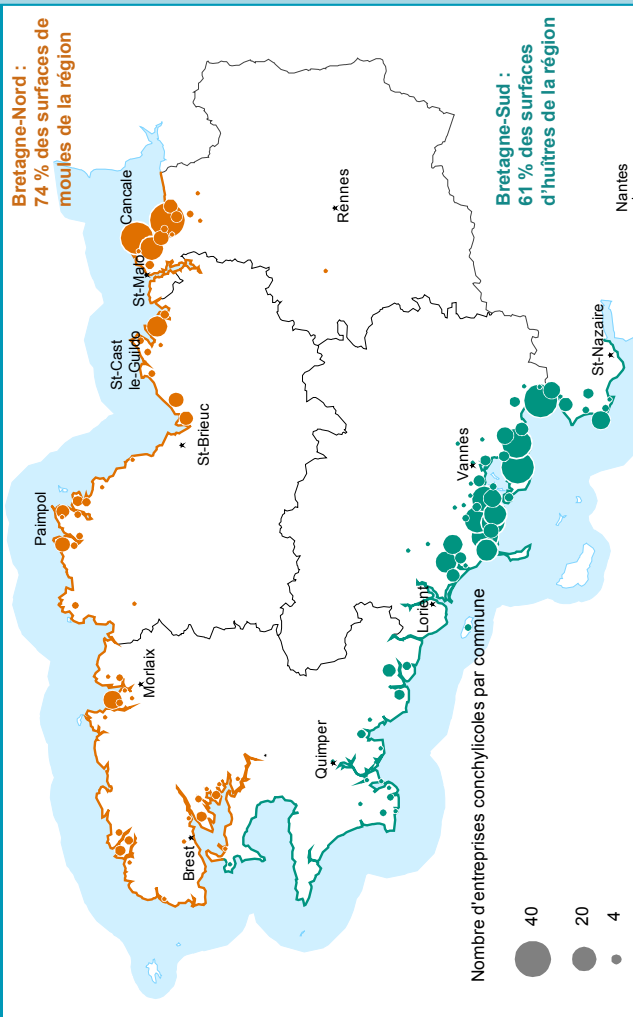 Bretagne-Nord :
74 % des surfaces de
moules de la région
Cancale
St-Malo
St-Cast
le-Guildo
St-Brieuc
Paimpol
Morlaix
Brest
Rennes
Quimper
Lorient
Vannes
Bretagne-Sud :
61 % des surfaces
d'huîtres de la région
St-Nazaire
Nantes
Nombre d'entreprises conchylicoles par commune
40
20
4